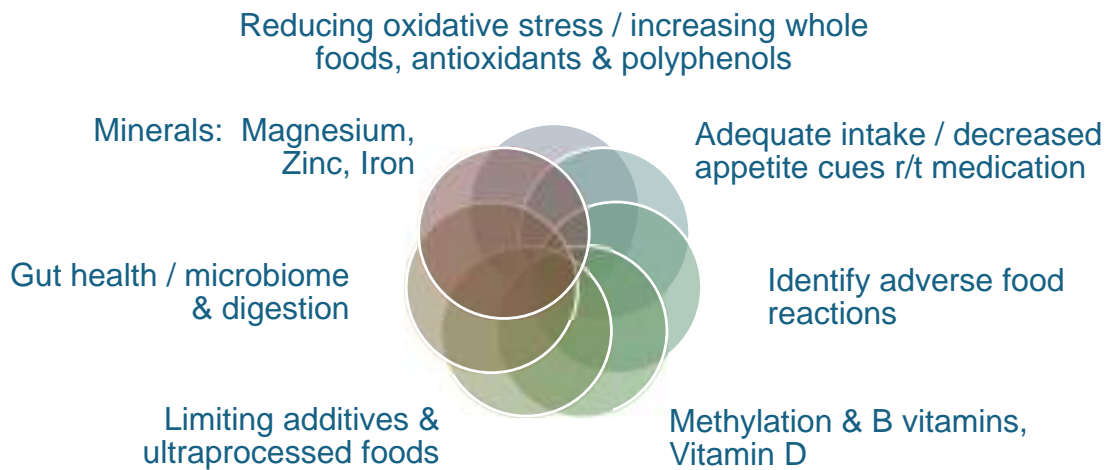 Reducing oxidative stress / increasing whole
foods, antioxidants & polyphenols
Adequate intake / decreased
appetite cues r/t medication
Identify adverse food
reactions
Methylation & B vitamins,
Vitamin D
Limiting additives &
ultraprocessed foods
Gut health / microbiome
& digestion
Minerals: Magnesium,
Zinc, Iron